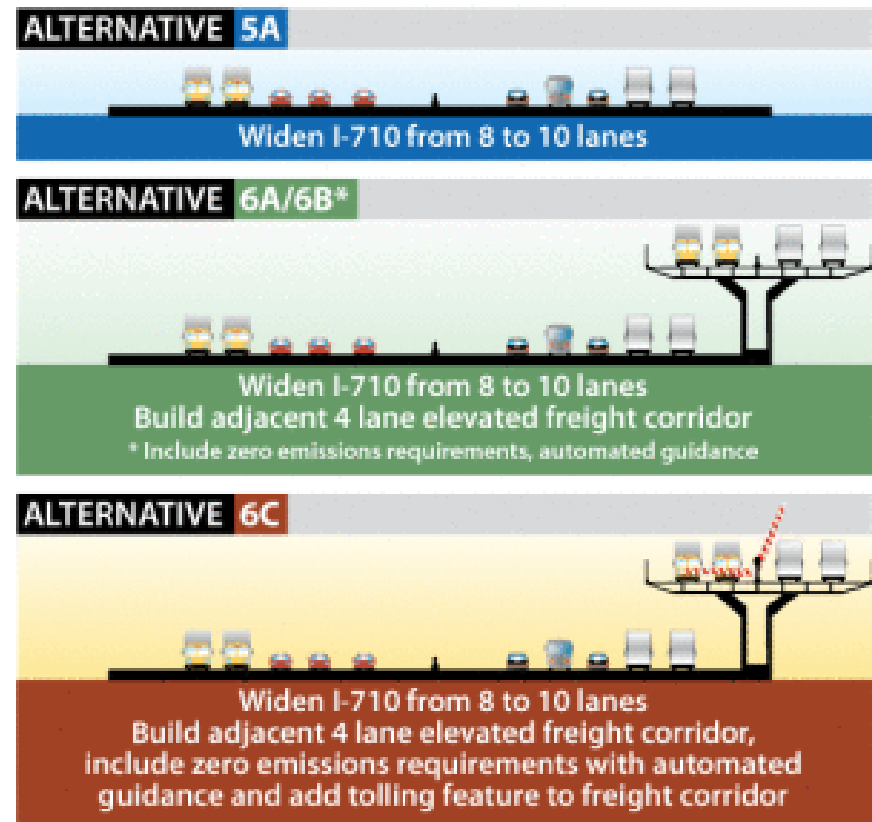 ALTERNATIVE 5A
Widen I-710 from 8 to 10 lanes
ALTERNATIVE 6A/6B*
Widen I-710 from 8 to 10 lanes
Build adjacent 4 lane elevated freight corridor
* Include zero emissions requirements, automated guidance
ALTERNATIVE 6C
Widen I-710 from 8 to 10 lanes
Build adjacent 4 lane elevated freight corridor,
include zero emissions requirements with automated
guidance and add tolling feature to freight corridor